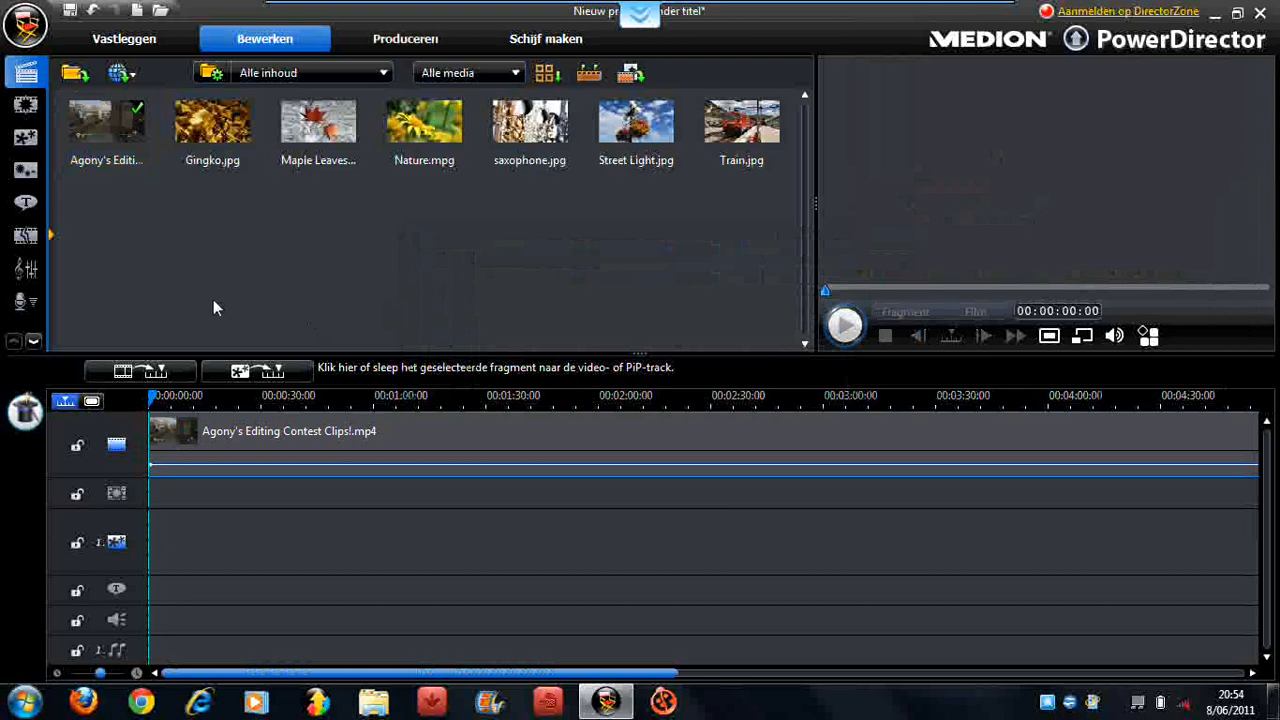 Nieuw pr nder titel*
Aanmelden op DirectorZone
Vastleggen
Bewerken
Produceren
Schijf maken
MEDION PowerDirector
Alle inhoud
Alle media
Agony's Editi...
Gingko.jpg
Maple Leaves...
Nature.mpg
saxophone.jpg
Street Light.jpg
Train.jpg
Fragment
Film
00:00:00:00
Klik hier of sleep het geselecteerde fragment naar de video- of PiP-track.
0:00:00:00
00:00:30:00
00:01:00:00
00:01:30:00
00:02:00:00
00:02:30:00
00:03:00:00
00:03:30:00
00:04:00:00
00:04:30:00
Agony's Editing Contest Clips!.mp4
1.
1.
20:54
8/06/2011